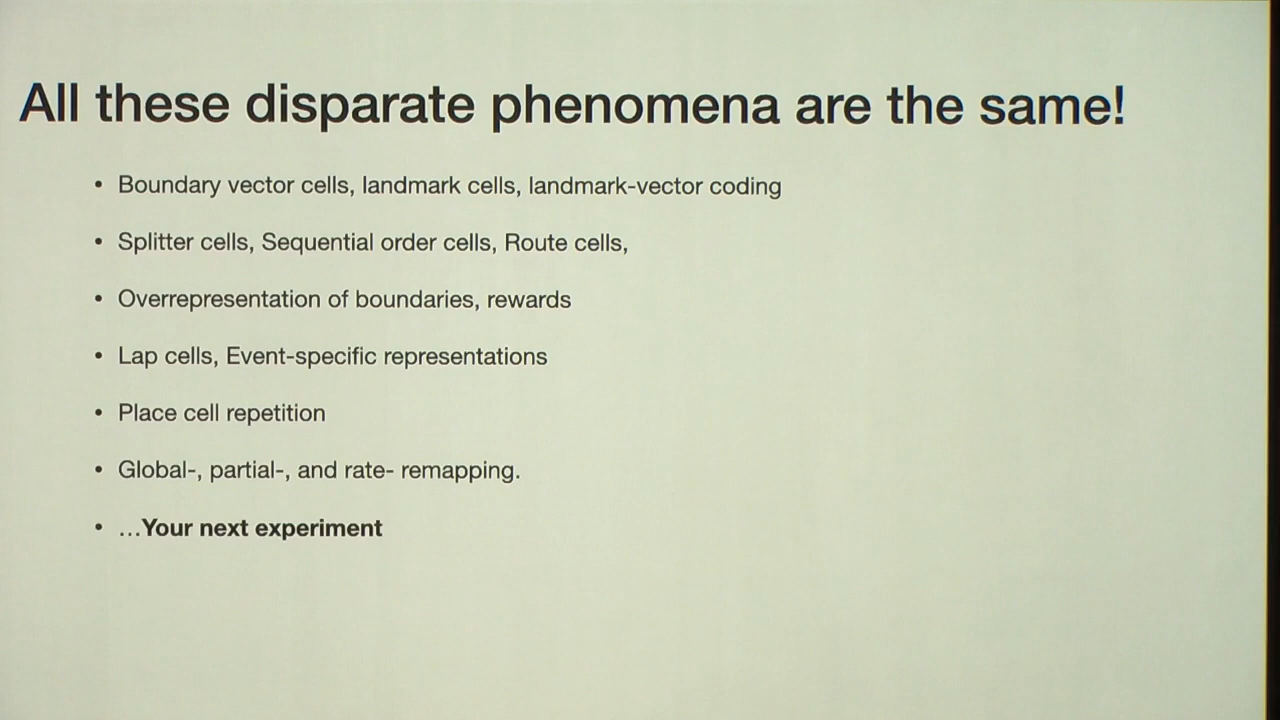 All these disparate phenomena are the same!
• Boundary vector cells, landmark cells, landmark-vector coding
• Splitter cells, Sequential order cells, Route cells,
• Overrepresentation of boundaries, rewards
• Lap cells, Event-specific representations
• Place cell repetition
• Global-, partial-, and rate- remapping.
• …Your next experiment